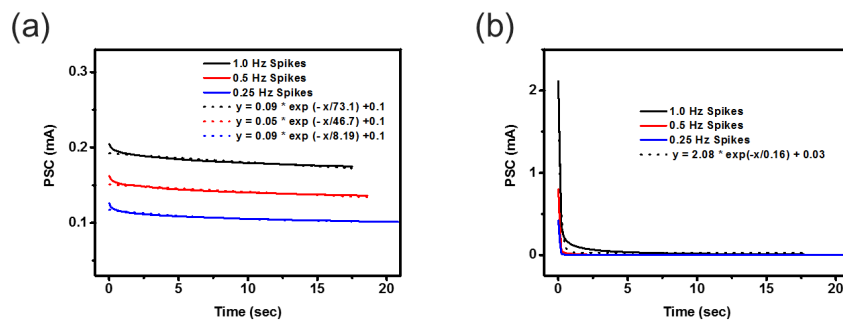 (a)
0.3
0.2
0.1
PSC (mA)
1.0 Hz Spikes
0.5 Hz Spikes
0.25 Hz Spikes
y = 0.09 * exp (- x/73.1) +0.1
y = 0.05 * exp (- x/46.7) +0.1
y = 0.09 * exp (- x/8.19) +0.1
0 5 10 15 20
Time (sec)
(b)
2
1
0
PSC (mA)
1.0 Hz Spikes
0.5 Hz Spikes
0.25 Hz Spikes
y = 2.08 * exp(-x/0.16) + 0.03
0 5 10 15 20
Time (sec)